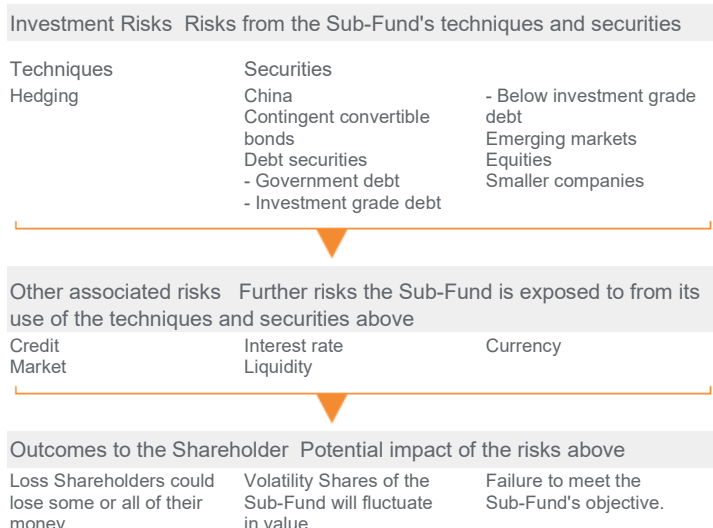 Investment Risks Risks from the Sub-Fund's techniques and securities
Techniques
Hedging
Securities
China
Contingent convertible
bonds
Debt securities
- Government debt
- Investment grade debt
- Below investment grade
debt
Emerging markets
Equities
Smaller companies
Other associated risks Further risks the Sub-Fund is exposed to from its
use of the techniques and securities above
Credit
Market
Interest rate
Liquidity
Currency
Outcomes to the Shareholder Potential impact of the risks above
Loss Shareholders could
lose some or all of their
money
Volatility Shares of the
Sub-Fund will fluctuate
in value
Failure to meet the
Sub-Fund's objective.